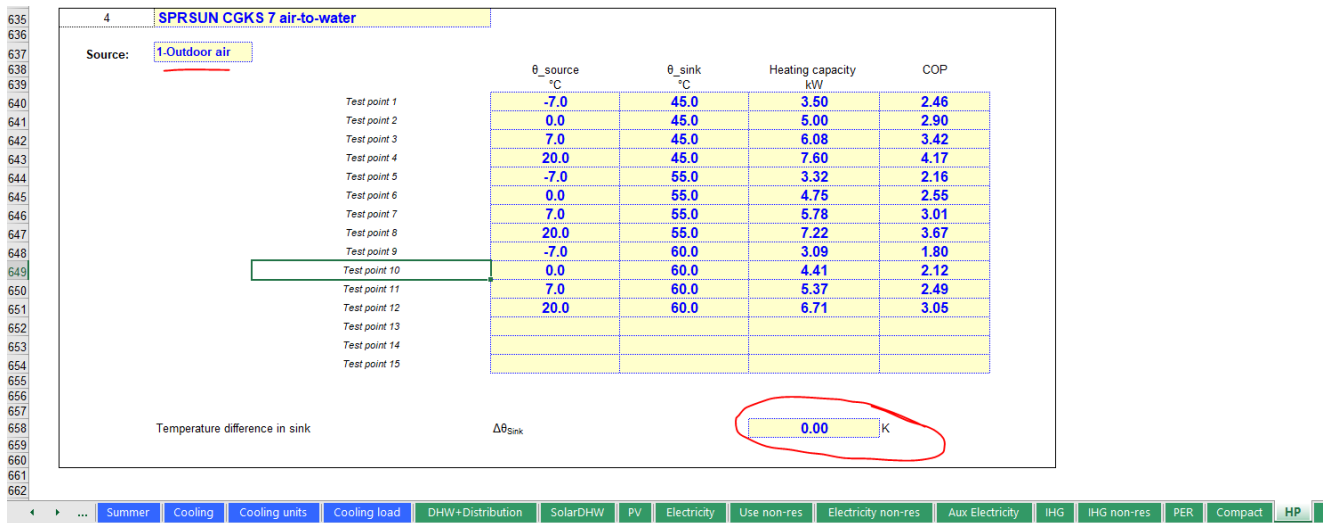 635 4 SPRSUN CGKS 7 air-to-water
636
637 Source: 1-Outdoor air
638 θ_source θ_sink Heating capacity COP
639 °C °C kW
640 Test point 1 -7.0 45.0 3.50 2.46
641 Test point 2 0.0 45.0 5.00 2.90
642 Test point 3 7.0 45.0 6.08 3.42
643 Test point 4 20.0 45.0 7.60 4.17
644 Test point 5 -7.0 55.0 3.32 2.16
645 Test point 6 0.0 55.0 4.75 2.55
646 Test point 7 7.0 55.0 5.78 3.01
647 Test point 8 20.0 55.0 7.22 3.67
648 Test point 9 -7.0 60.0 3.09 1.80
649 Test point 10 0.0 60.0 4.41 2.12
650 Test point 11 7.0 60.0 5.37 2.49
651 Test point 12 20.0 60.0 6.71 3.05
652 Test point 13
653 Test point 14
654 Test point 15
655
656
657
658 Temperature difference in sink ΔθSink 0.00 K
659
660
661
662
... Summer Cooling Cooling units Cooling load DHW+Distribution SolarDHW PV Electricity Use non-res Electricity non-res Aux Electricity IHG IHG non-res PER Compact HP